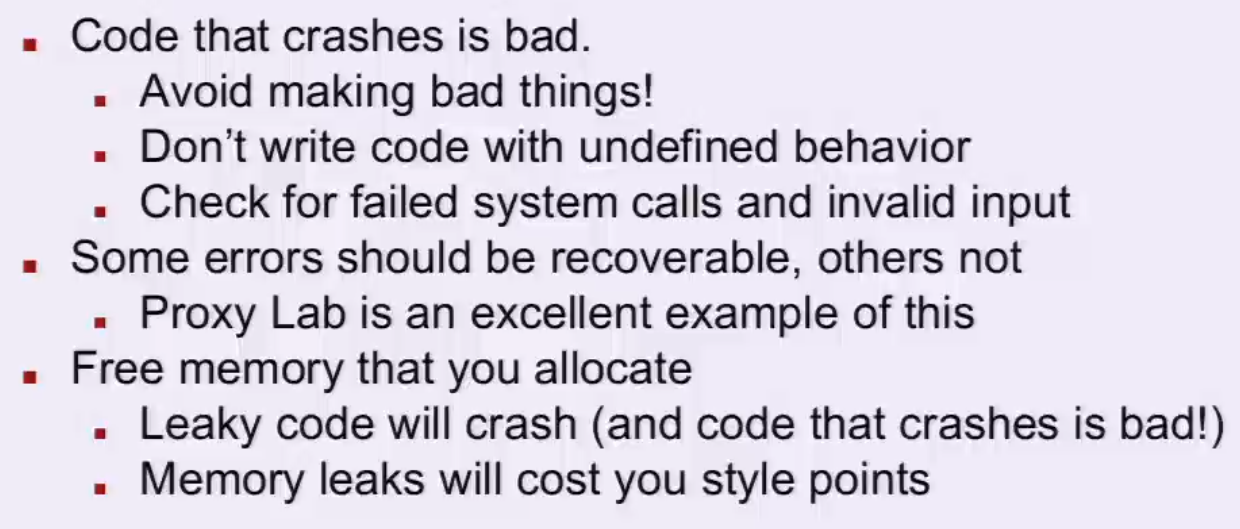 Code that crashes is bad.
Avoid making bad things!
Don’t write code with undefined behavior
Check for failed system calls and invalid input
Some errors should be recoverable, others not
Proxy Lab is an excellent example of this
Free memory that you allocate
Leaky code will crash (and code that crashes is bad!)
Memory leaks will cost you style points